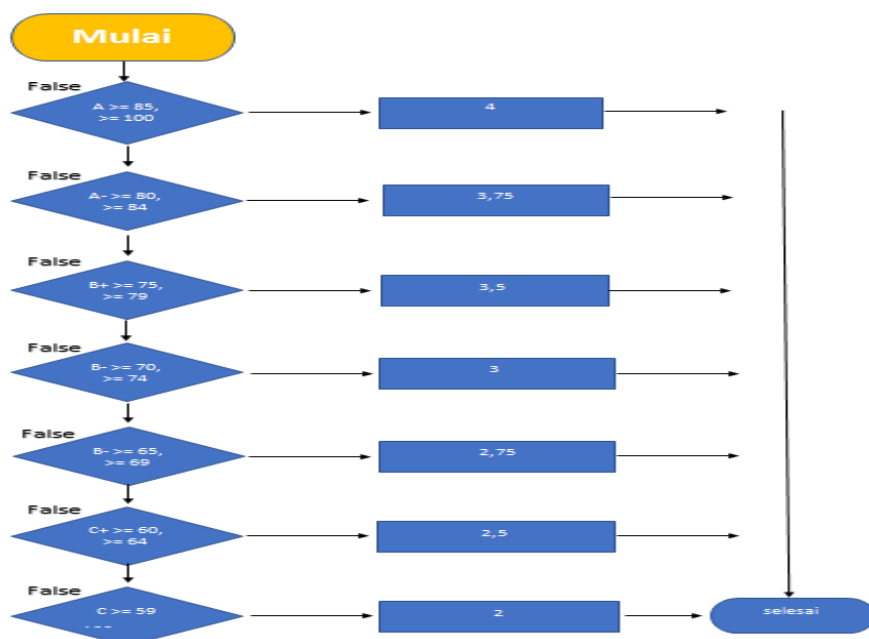 Mulai
False
A >= 85,
>= 100
4
False
A- >= 80,
>= 84
3,75
False
B+ >= 75,
>= 79
3,5
False
B- >= 70,
>= 74
3
False
B- >= 65,
>= 69
2,75
False
C+ >= 60,
>= 64
2,5
False
C >= 59
2
selesai